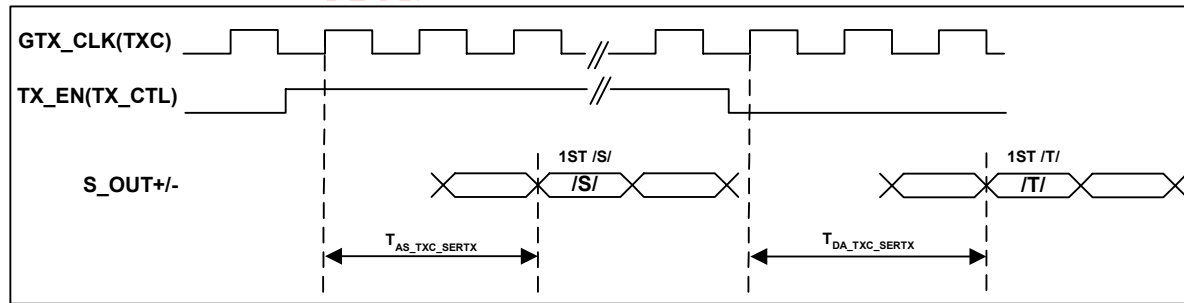 GTX_CLK(TXC)
TX_EN(TX_CTL)
1ST /S/
1ST /T/
S_OUT+/-
/S/
/T/
TAS_TXC_SERTX
TDA_TXC_SERTX